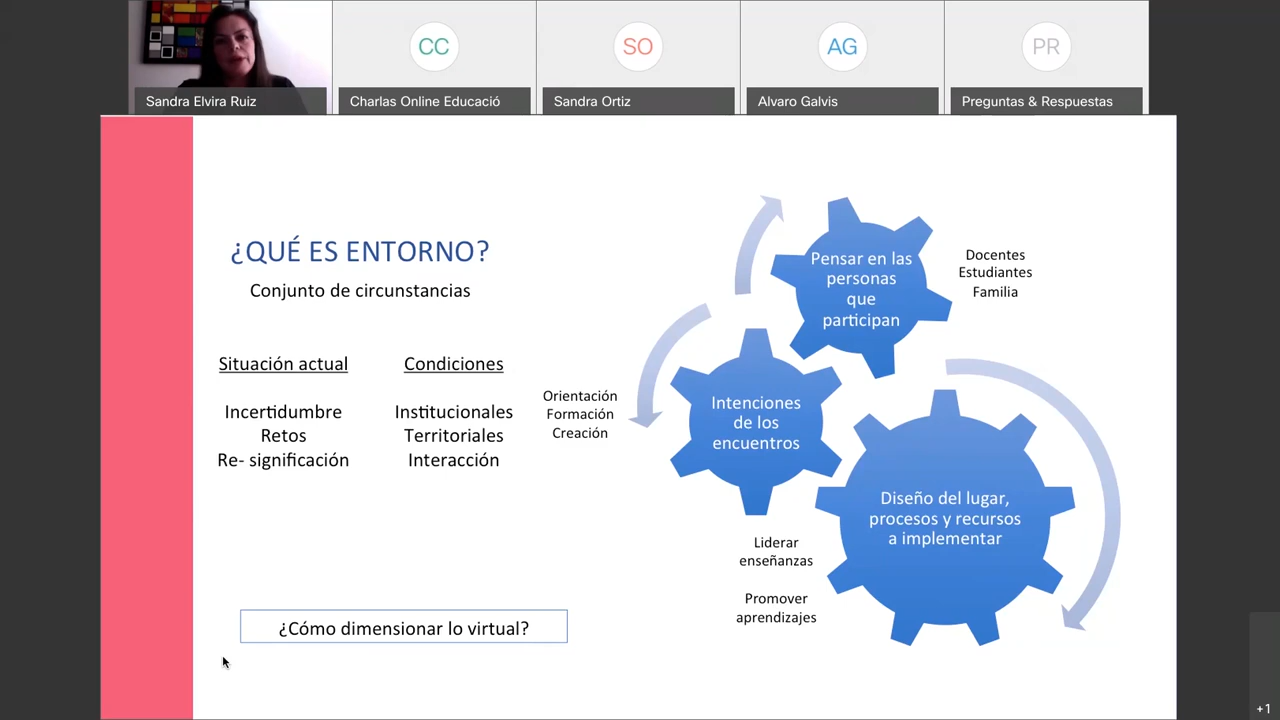 CC
SO
AG
PR
Sandra Elvira Ruiz
Charlas Online Educació
Sandra Ortiz
Alvaro Galvis
Preguntas & Respuestas
¿QUÉ ES ENTORNO?
Conjunto de circunstancias
Situación actual
Incertidumbre
Retos
Re- significación
Condiciones
Institucionales
Territoriales
Interacción
¿Cómo dimensionar lo virtual?
Pensar en las
personas
que
participan
Docentes
Estudiantes
Familia
Orientación
Formación
Creación
Intenciones
de los
encuentros
Diseño del lugar,
procesos y recursos
a implementar
Liderar
enseñanzas
Promover
aprendizajes
+1